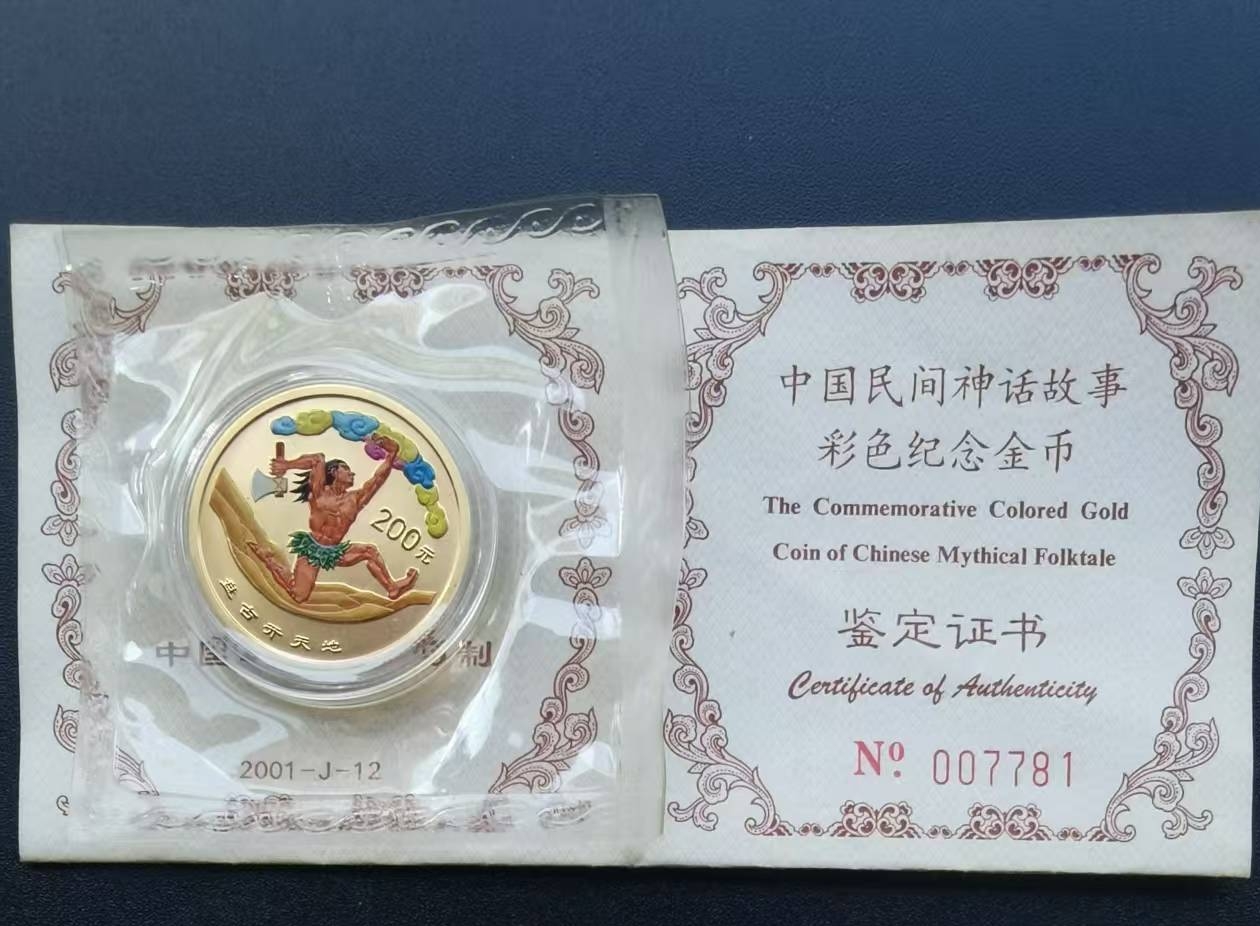 200元
盘古开天地
中国
制
2001-J-12
中国民间神话故事
彩色纪念金币
The Commemorative Colored Gold
Coin of Chinese Mythical Folktale
鉴定证书
Certificate of Authenticity
Nº. 007781